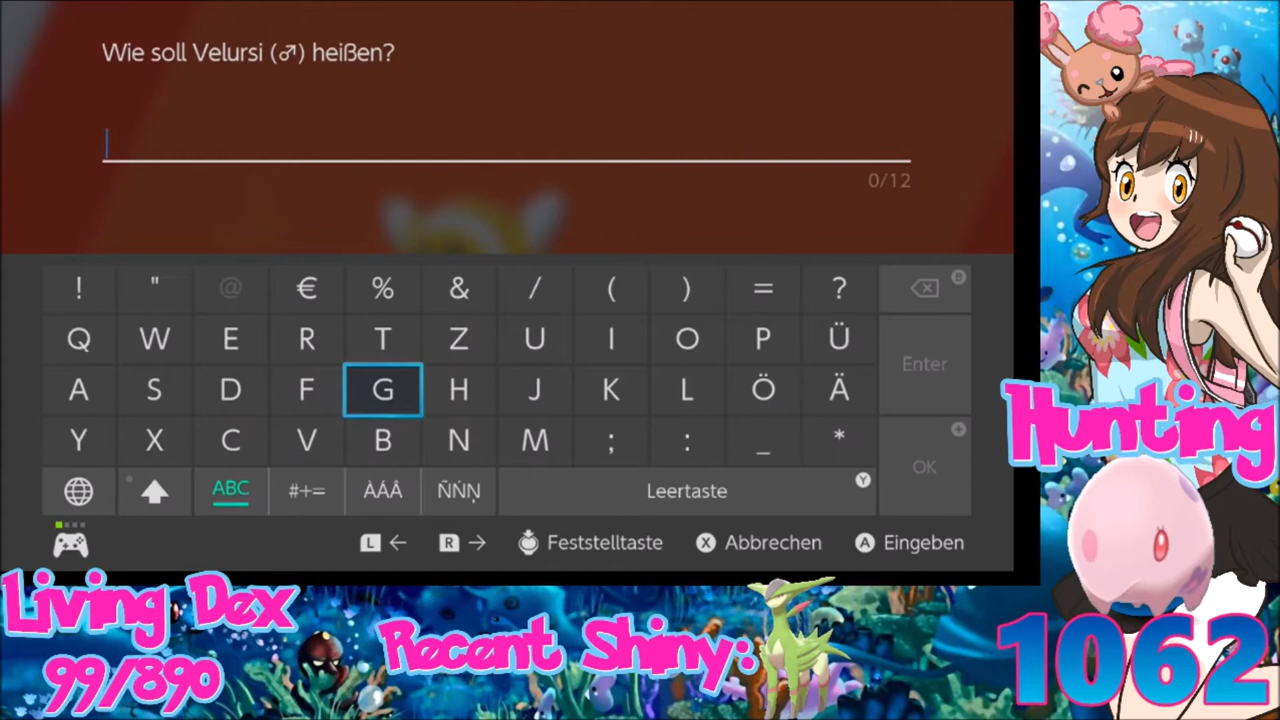 Wie soll Velursi (♂) heißen?
0/12
! " @ € % & / ( ) = ?
Q W E R T Z U I O P Ü
Enter
A S D F G H J K L Ö Ä
Y X C V B N M ; : _ *
OK
ABC #+= ÀÁÂ ÑŃŅ Leertaste Y
L ← R → Feststelltaste X Abbrechen A Eingeben
Hunting
1062
Living Dex
99/890
Recent Shiny: